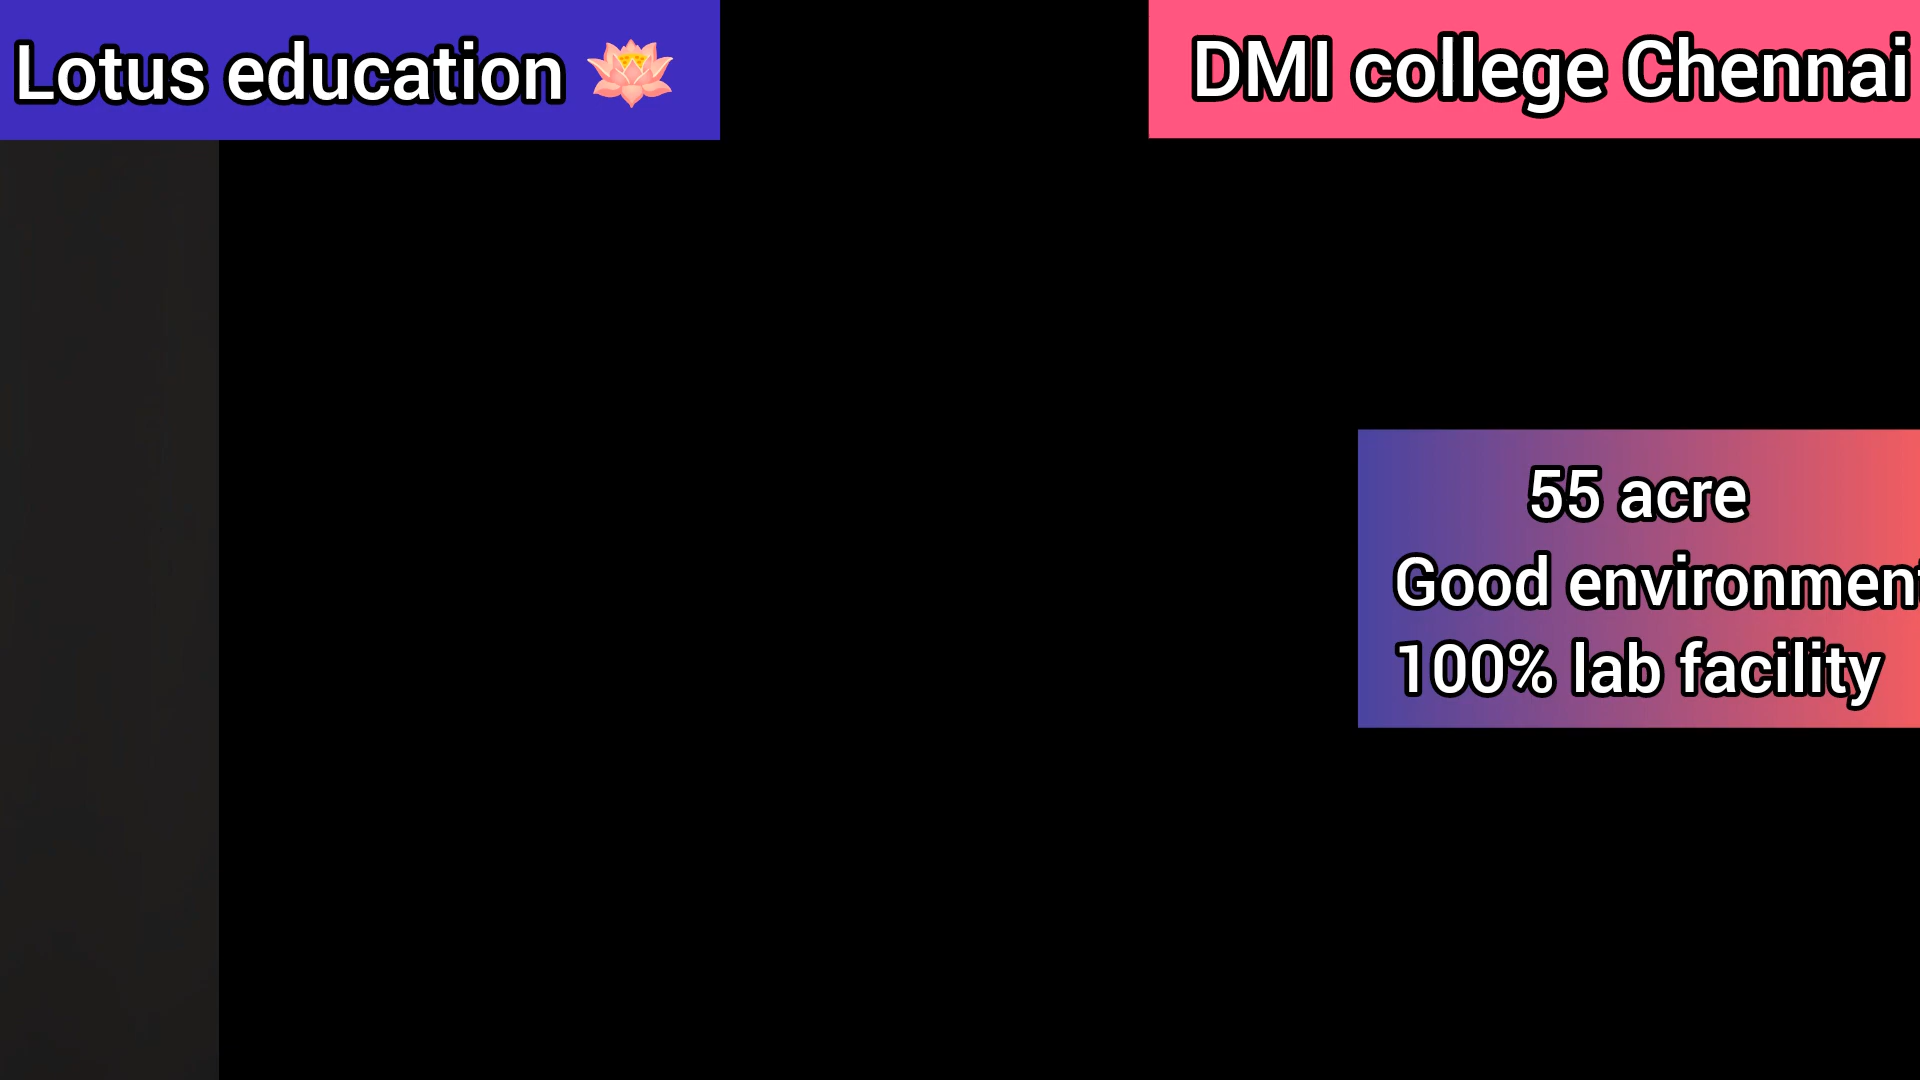 Lotus education 🪷
DMI college Chennai
55 acre
Good environment
100% lab facility